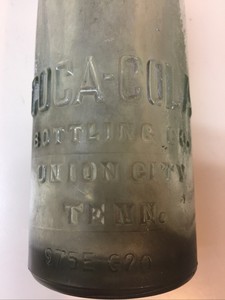 COCA-COLA
BOTTLING CO
UNION CITY
TENN.